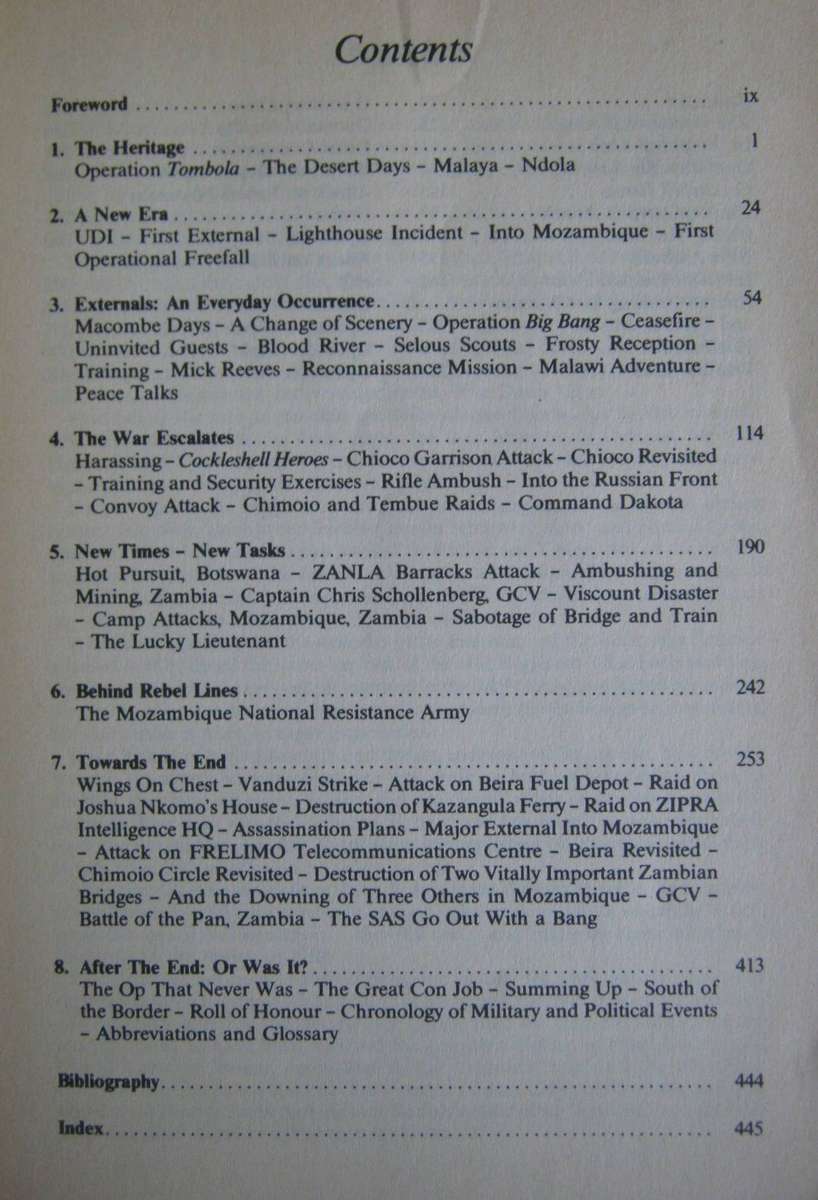 Contents
Foreword ................................................................ ix
1. The Heritage ........................................................ 1
Operation Tombola – The Desert Days – Malaya – Ndola
2. A New Era ........................................................ 24
UDI – First External – Lighthouse Incident – Into Mozambique – First
Operational Freefall
3. Externals: An Everyday Occurrence .................................. 54
Macombe Days – A Change of Scenery – Operation Big Bang – Ceasefire –
Uninvited Guests – Blood River – Selous Scouts – Frosty Reception –
Training – Mick Reeves – Reconnaissance Mission – Malawi Adventure –
Peace Talks
4. The War Escalates ................................................ 114
Harassing – Cockleshell Heroes – Chioco Garrison Attack – Chioco Revisited
– Training and Security Exercises – Rifle Ambush – Into the Russian Front
– Convoy Attack – Chimoio and Tembue Raids – Command Dakota
5. New Times – New Tasks ............................................ 190
Hot Pursuit, Botswana – ZANLA Barracks Attack – Ambushing and
Mining, Zambia – Captain Chris Schollenberg, GCV – Viscount Disaster
– Camp Attacks, Mozambique, Zambia – Sabotage of Bridge and Train
– The Lucky Lieutenant
6. Behind Rebel Lines ................................................ 242
The Mozambique National Resistance Army
7. Towards The End .................................................. 253
Wings On Chest – Vanduzi Strike – Attack on Beira Fuel Depot – Raid on
Joshua Nkomo's House – Destruction of Kazangula Ferry – Raid on ZIPRA
Intelligence HQ – Assassination Plans – Major External Into Mozambique
– Attack on FRELIMO Telecommunications Centre – Beira Revisited –
Chimoio Circle Revisited – Destruction of Two Vitally Important Zambian
Bridges – And the Downing of Three Others in Mozambique – GCV –
Battle of the Pan, Zambia – The SAS Go Out With a Bang
8. After The End: Or Was It? ........................................ 413
The Op That Never Was – The Great Con Job – Summing Up – South of
the Border – Roll of Honour – Chronology of Military and Political Events
– Abbreviations and Glossary
Bibliography ........................................................ 444
Index ................................................................ 445